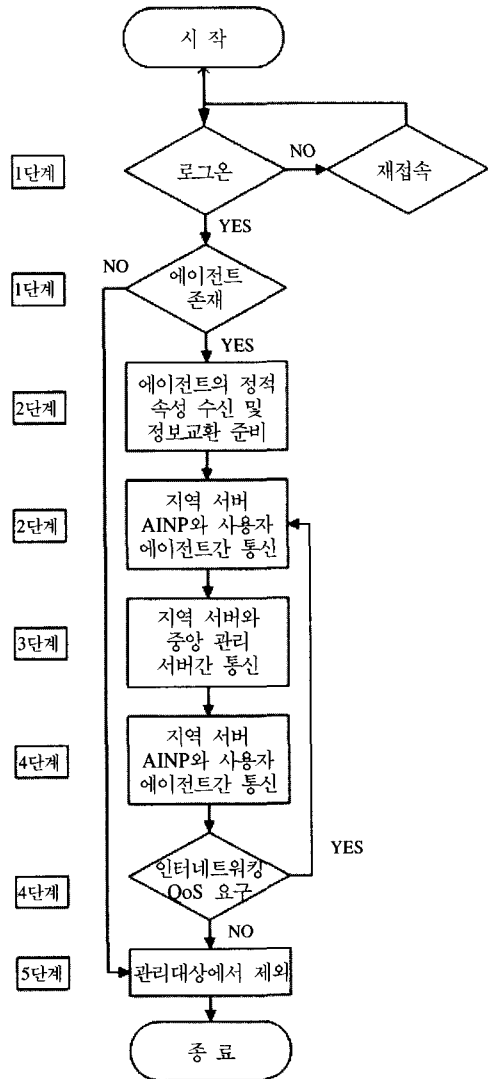 시 작
1단계
로그온
NO
재접속
YES
NO
1단계
에이전트
존재
YES
2단계
에이전트의 정적
속성 수신 및
정보교환 준비
2단계
지역 서버
AINP와 사용자
에이전트간 통신
3단계
지역 서버와
중앙 관리
서버간 통신
4단계
지역 서버
AINP와 사용자
에이전트간 통신
YES
4단계
인터네트워킹
QoS 요구
NO
5단계
관리대상에서 제외
종 료